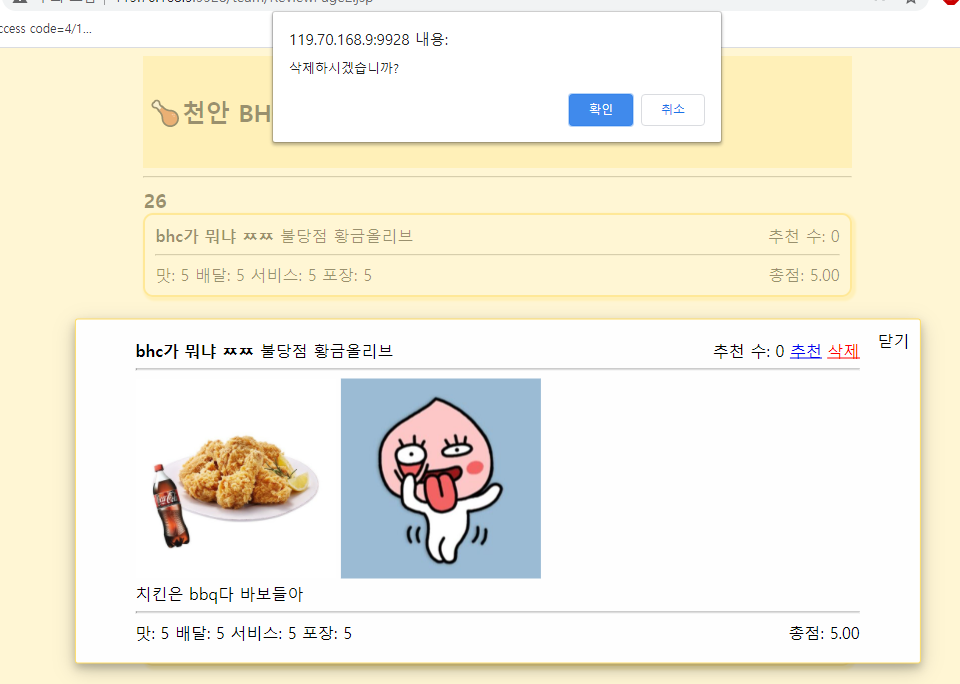 ccess code=4/1...
119.70.168.9:9928 내용:
삭제하시겠습니까?
확인 취소
천안 BH
26
bhc가 뭐냐 ㅉㅉ 불당점 황금올리브 추천 수: 0
맛: 5 배달: 5 서비스: 5 포장: 5 총점: 5.00
닫기
bhc가 뭐냐 ㅉㅉ 불당점 황금올리브 추천 수: 0 추천 삭제
치킨은 bbq다 바보들아
맛: 5 배달: 5 서비스: 5 포장: 5 총점: 5.00